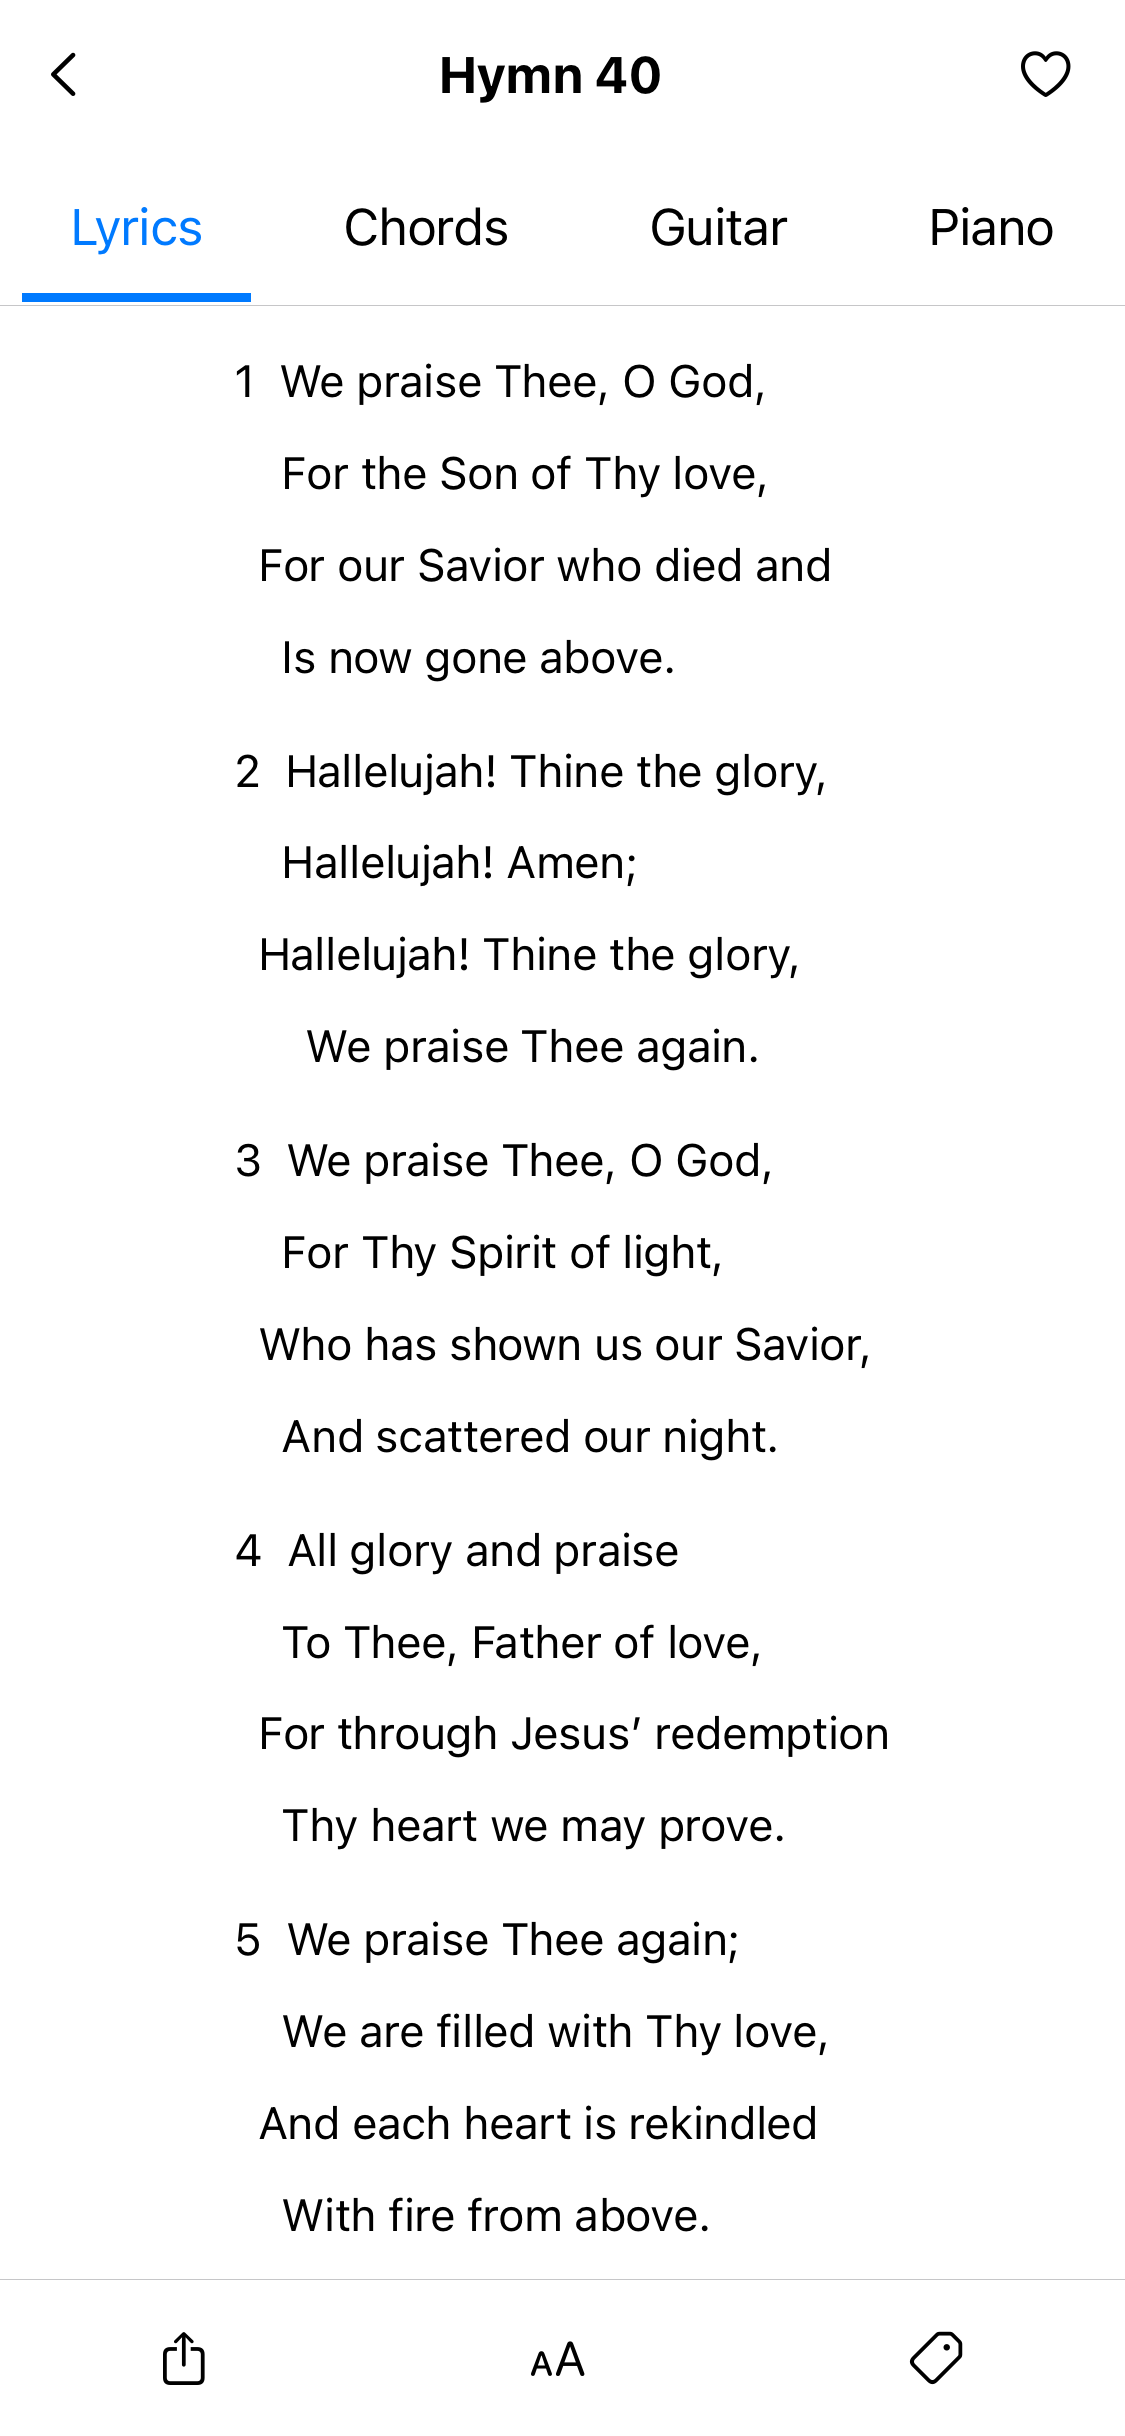 Hymn 40
Lyrics Chords Guitar Piano
1 We praise Thee, O God,
For the Son of Thy love,
For our Savior who died and
Is now gone above.
2 Hallelujah! Thine the glory,
Hallelujah! Amen;
Hallelujah! Thine the glory,
We praise Thee again.
3 We praise Thee, O God,
For Thy Spirit of light,
Who has shown us our Savior,
And scattered our night.
4 All glory and praise
To Thee, Father of love,
For through Jesus’ redemption
Thy heart we may prove.
5 We praise Thee again;
We are filled with Thy love,
And each heart is rekindled
With fire from above.
AA